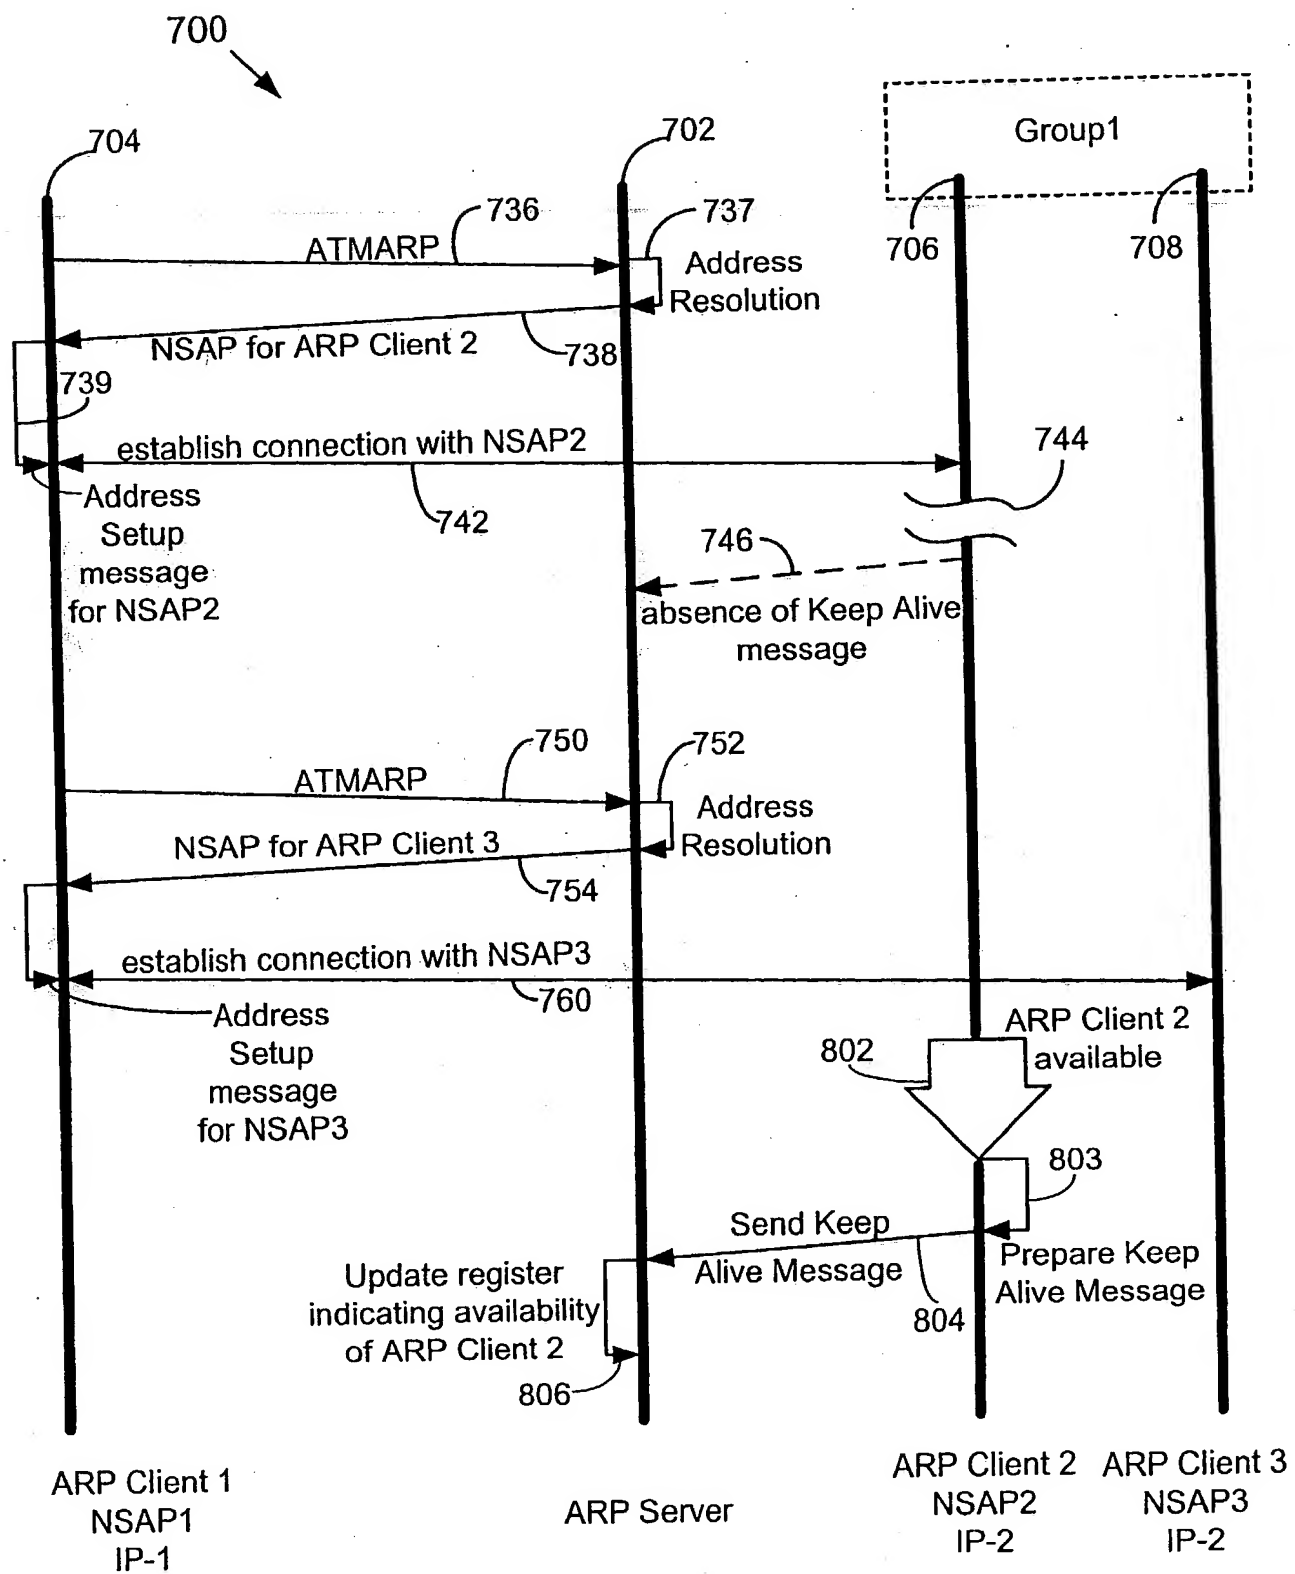 700
704
702
Group1
736
737
706
708
ATMARP
Address
Resolution
NSAP for ARP Client 2
738
739
establish connection with NSAP2
744
Address
Setup
message
for NSAP2
742
746
absence of Keep Alive
message
750
752
ATMARP
Address
Resolution
NSAP for ARP Client 3
754
establish connection with NSAP3
760
Address
Setup
message
for NSAP3
ARP Client 2
available
802
803
Send Keep
Alive Message
Prepare Keep
Alive Message
804
Update register
indicating availability
of ARP Client 2
806
ARP Client 1
NSAP1
IP-1
ARP Server
ARP Client 2
NSAP2
IP-2
ARP Client 3
NSAP3
IP-2